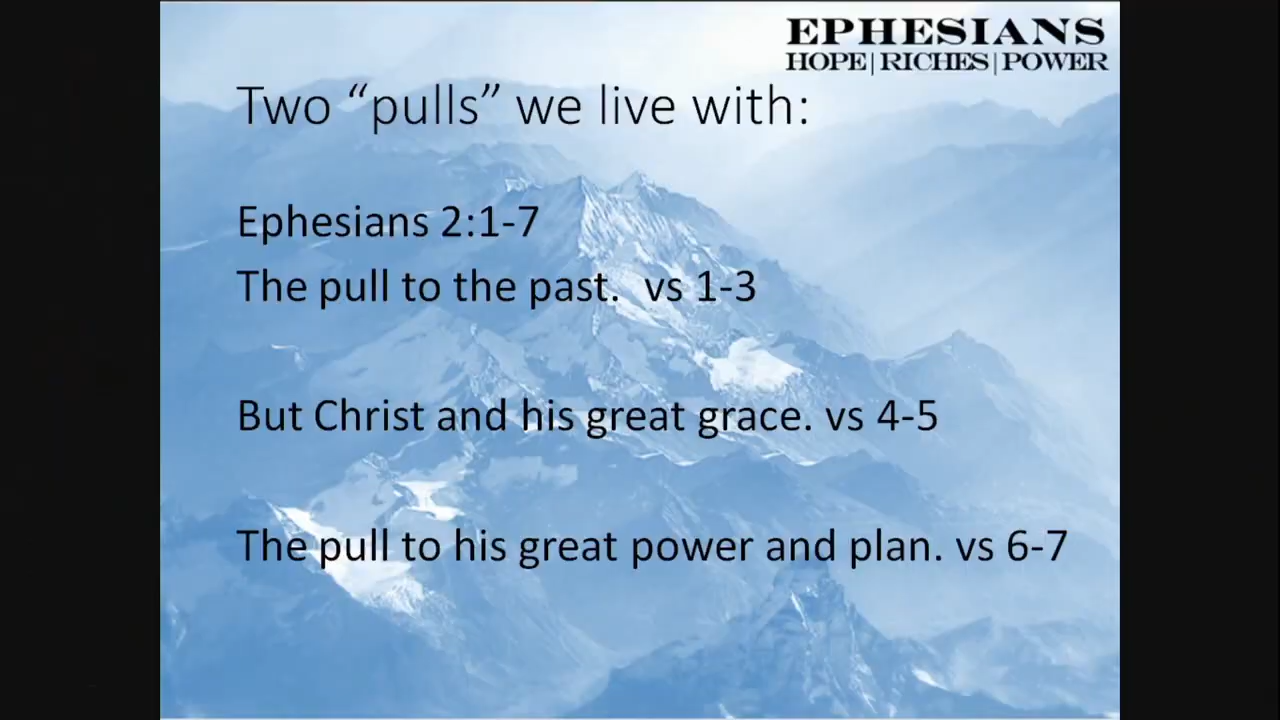 EPHESIANS
HOPE|RICHES|POWER
Two “pulls” we live with:
Ephesians 2:1-7
The pull to the past.  vs 1-3
But Christ and his great grace. vs 4-5
The pull to his great power and plan. vs 6-7